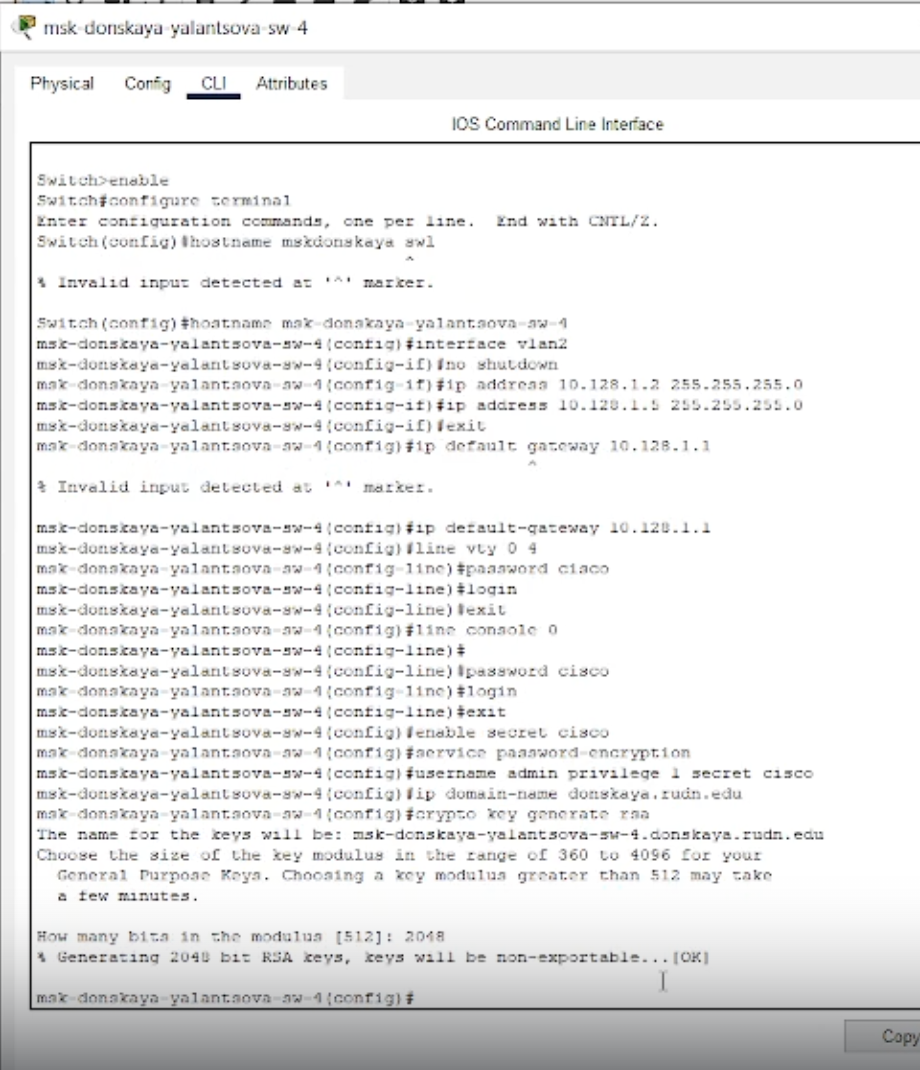 msk-donskaya-yalantsova-sw-4
Physical Config CLI Attributes
IOS Command Line Interface
Switch>enable
Switch#configure terminal
Enter configuration commands, one per line. End with CNTL/Z.
Switch(config)#hostname mskdonskaya sw1
^
% Invalid input detected at '^' marker.
Switch(config)#hostname msk-donskaya-yalantsova-sw-4
msk-donskaya-yalantsova-sw-4(config)#interface vlan2
msk-donskaya-yalantsova-sw-4(config-if)#no shutdown
msk-donskaya-yalantsova-sw-4(config-if)#ip address 10.128.1.2 255.255.255.0
msk-donskaya-yalantsova-sw-4(config-if)#ip address 10.128.1.5 255.255.255.0
msk-donskaya-yalantsova-sw-4(config-if)#exit
msk-donskaya-yalantsova-sw-4(config)#ip default gateway 10.128.1.1
^
% Invalid input detected at '^' marker.
msk-donskaya-yalantsova-sw-4(config)#ip default-gateway 10.128.1.1
msk-donskaya-yalantsova-sw-4(config)#line vty 0 4
msk-donskaya-yalantsova-sw-4(config-line)#password cisco
msk-donskaya-yalantsova-sw-4(config-line)#login
msk-donskaya-yalantsova-sw-4(config-line)#exit
msk-donskaya-yalantsova-sw-4(config)#line console 0
msk-donskaya-yalantsova-sw-4(config-line)#
msk-donskaya-yalantsova-sw-4(config-line)#password cisco
msk-donskaya-yalantsova-sw-4(config-line)#login
msk-donskaya-yalantsova-sw-4(config-line)#exit
msk-donskaya-yalantsova-sw-4(config)#enable secret cisco
msk-donskaya-yalantsova-sw-4(config)#service password-encryption
msk-donskaya-yalantsova-sw-4(config)#username admin privilege 1 secret cisco
msk-donskaya-yalantsova-sw-4(config)#ip domain-name donskaya.rudn.edu
msk-donskaya-yalantsova-sw-4(config)#crypto key generate rsa
The name for the keys will be: msk-donskaya-yalantsova-sw-4.donskaya.rudn.edu
Choose the size of the key modulus in the range of 360 to 4096 for your
General Purpose Keys. Choosing a key modulus greater than 512 may take
a few minutes.
How many bits in the modulus [512]: 2048
% Generating 2048 bit RSA keys, keys will be non-exportable...[OK]
msk-donskaya-yalantsova-sw-4(config)#
Copy